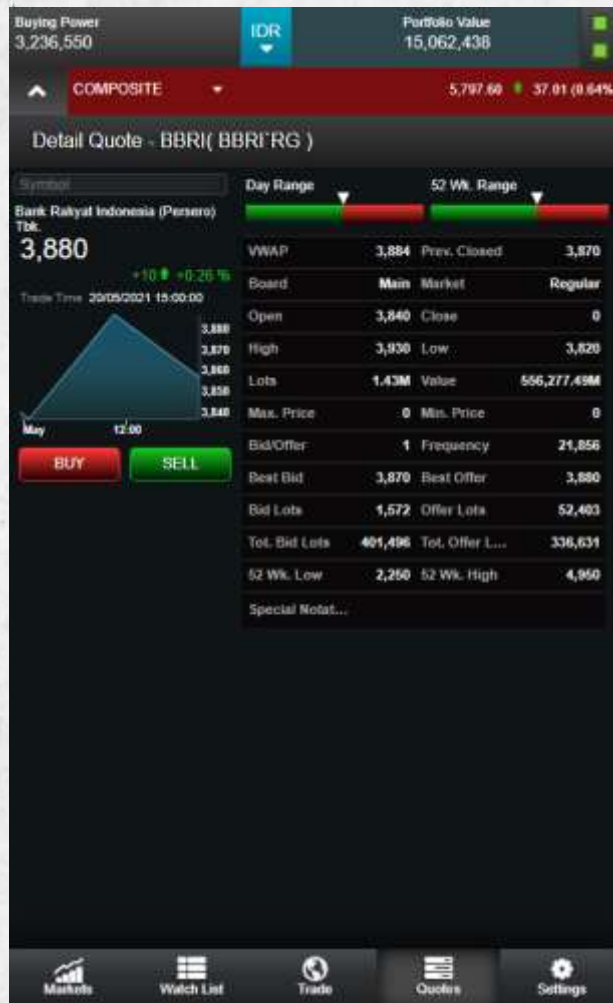 Buying Power
3,236,550
IDR
Portfolio Value
15,062,438
COMPOSITE
5,797.60 37.01 (0.64%
Detail Quote - BBRI( BBRI`RG )
Symbol
Day Range
52 Wk. Range
Bank Rakyat Indonesia (Persero)
Tbk.
3,880
+10 +0.26 %
Trade Time 20/05/2021 15:00:00
3,880
3,870
3,860
3,850
3,840
May 12:00
BUY SELL
VWAP 3,884 Prev. Closed 3,870
Board Main Market Regular
Open 3,840 Close 0
High 3,930 Low 3,820
Lots 1.43M Value 556,277.49M
Max. Price 0 Min. Price 0
Bid/Offer 1 Frequency 21,856
Best Bid 3,870 Best Offer 3,880
Bid Lots 1,572 Offer Lots 52,403
Tot. Bid Lots 401,496 Tot. Offer L... 336,631
52 Wk. Low 2,250 52 Wk. High 4,950
Special Notat...
Markets Watch List Trade Quotes Settings